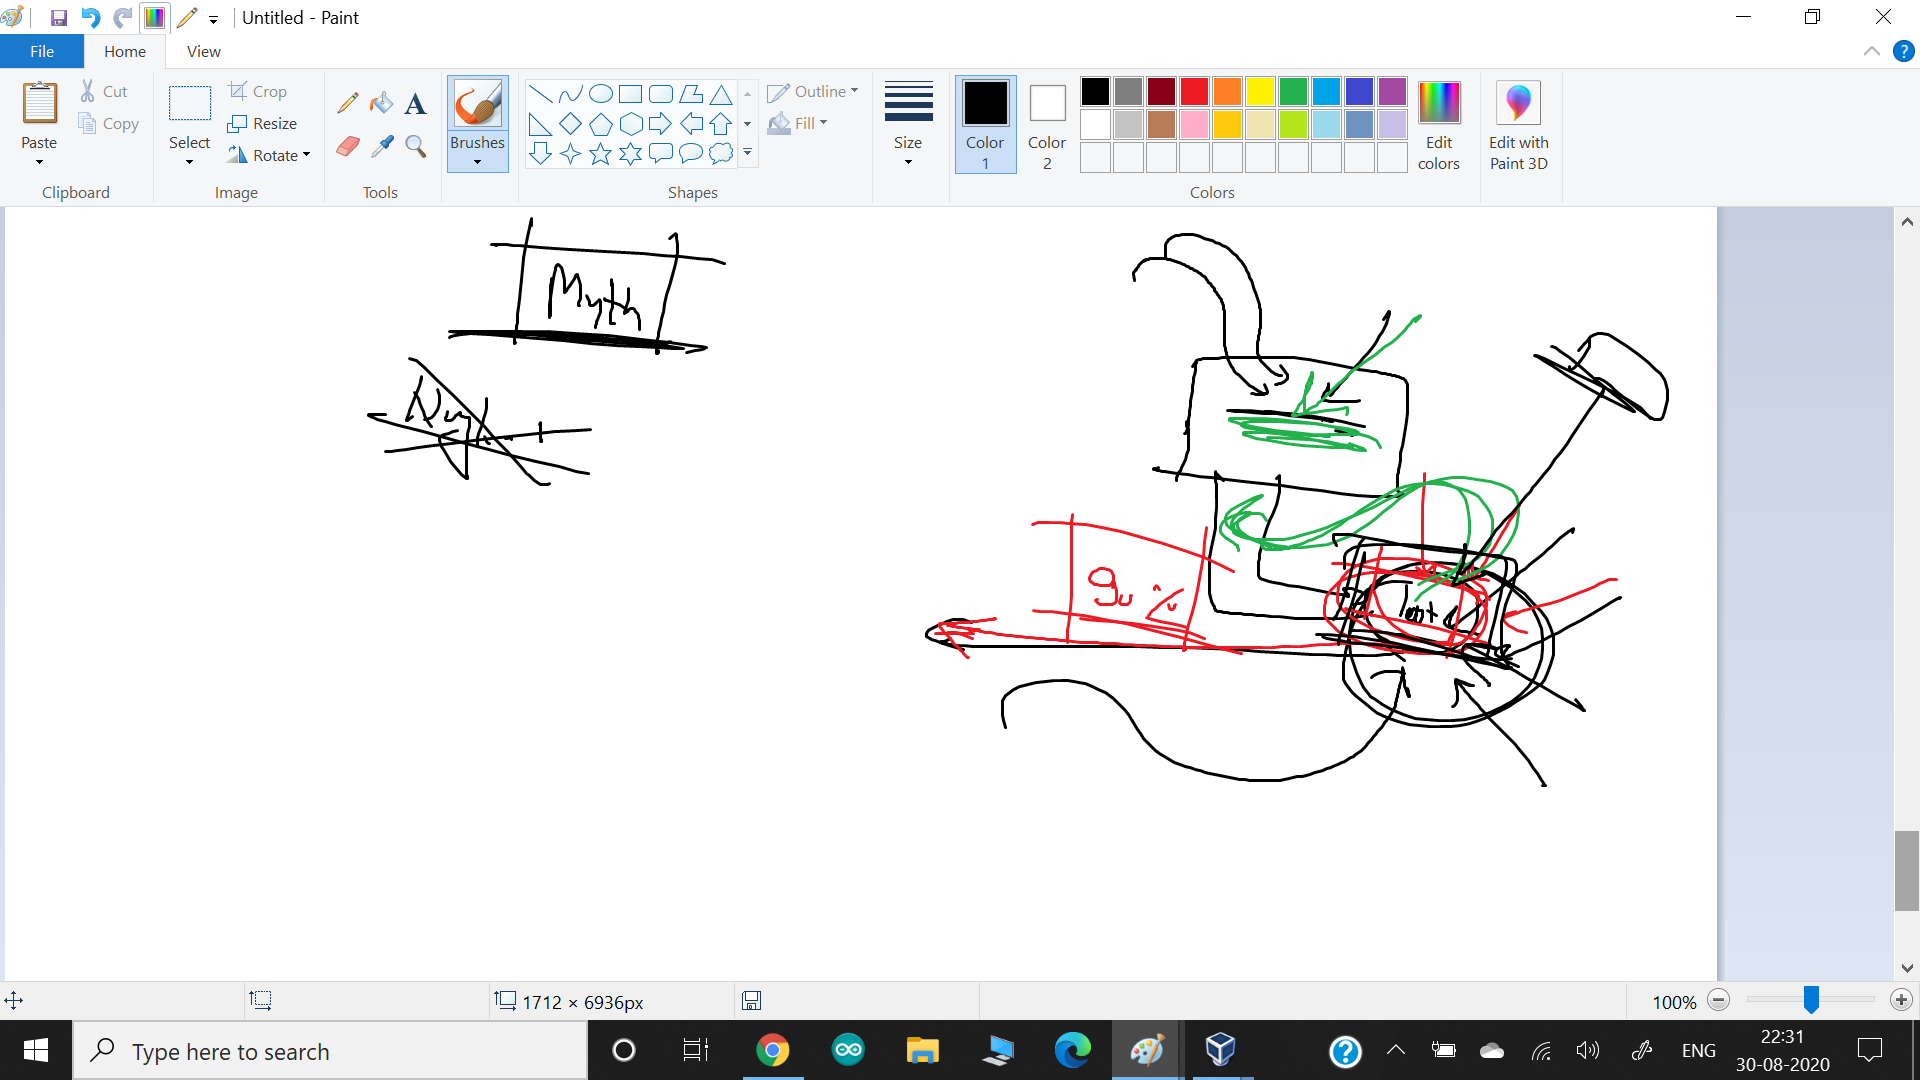 Untitled - Paint
File
Home
View
Paste
Cut
Copy
Clipboard
Select
Crop
Resize
Rotate
Image
Tools
Brushes
Shapes
Outline
Fill
Size
Color 1
Color 2
Edit colors
Colors
Edit with Paint 3D
Myth
1712 × 6936px
100%
Type here to search
ENG
22:31
30-08-2020